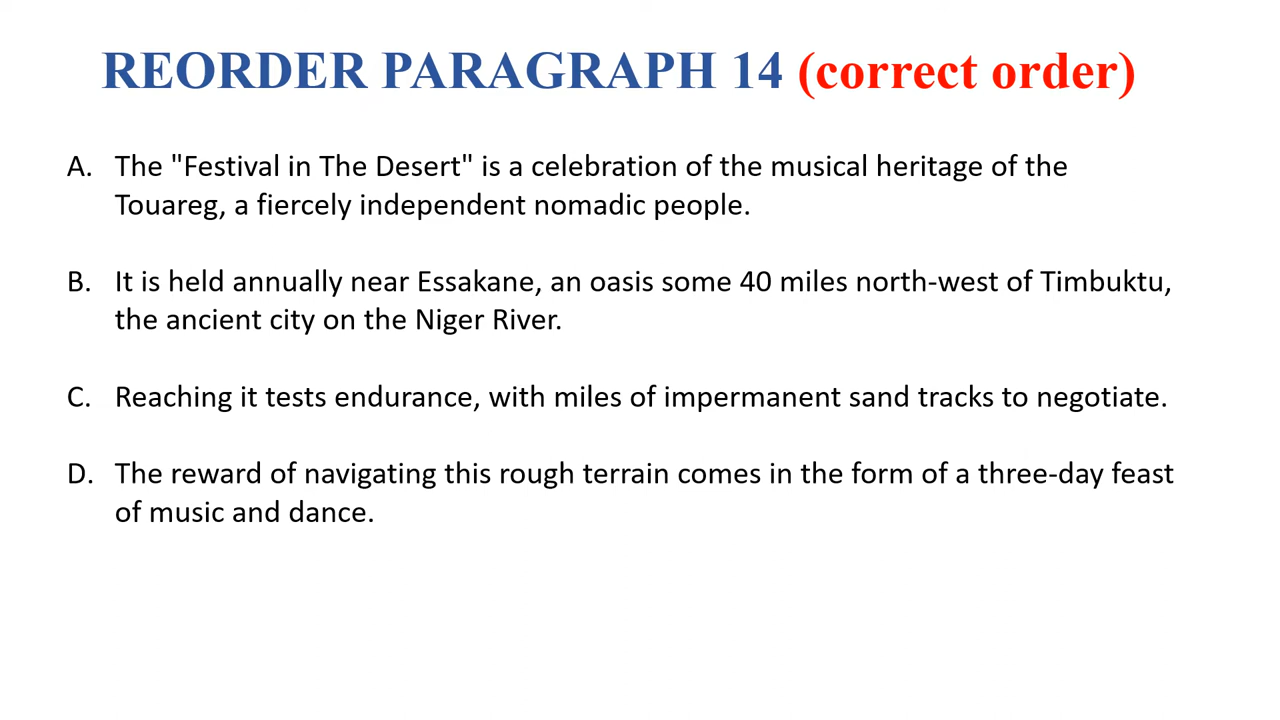 REORDER PARAGRAPH 14 (correct order)
A. The "Festival in The Desert" is a celebration of the musical heritage of the
Touareg, a fiercely independent nomadic people.
B. It is held annually near Essakane, an oasis some 40 miles north-west of Timbuktu,
the ancient city on the Niger River.
C. Reaching it tests endurance, with miles of impermanent sand tracks to negotiate.
D. The reward of navigating this rough terrain comes in the form of a three-day feast
of music and dance.